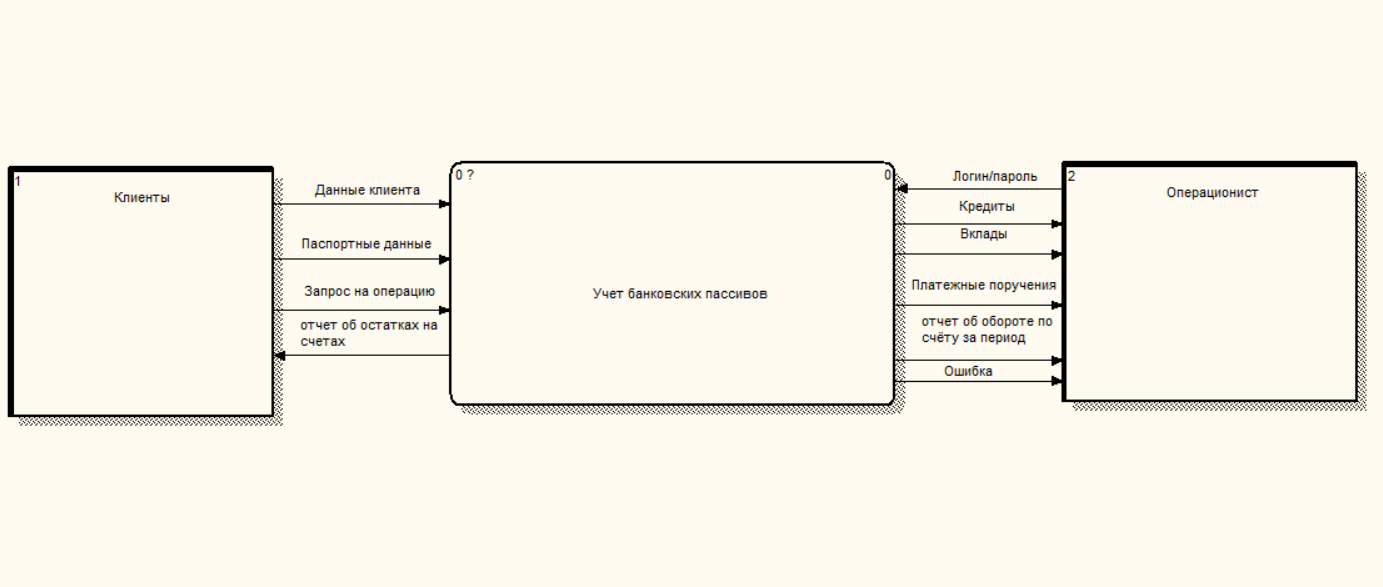 1
Клиенты
Данные клиента
Паспортные данные
Запрос на операцию
отчет об остатках на
счетах
0 ?
0
Учет банковских пассивов
Логин/пароль
Кредиты
Вклады
Платежные поручения
отчет об обороте по
счёту за период
Ошибка
2
Операционист